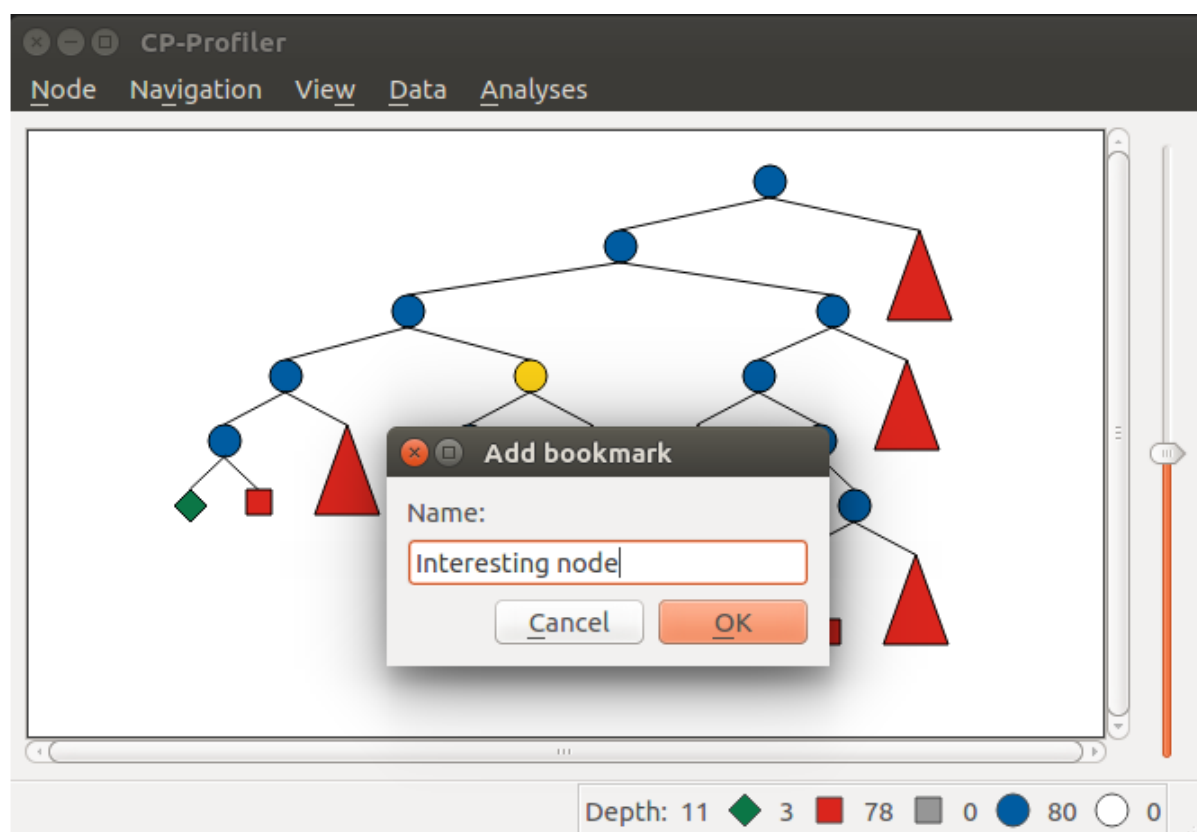 CP-Profiler
Node Navigation View Data Analyses
Add bookmark
Name:
Interesting node
Cancel OK
Depth: 11 3 78 0 80 0